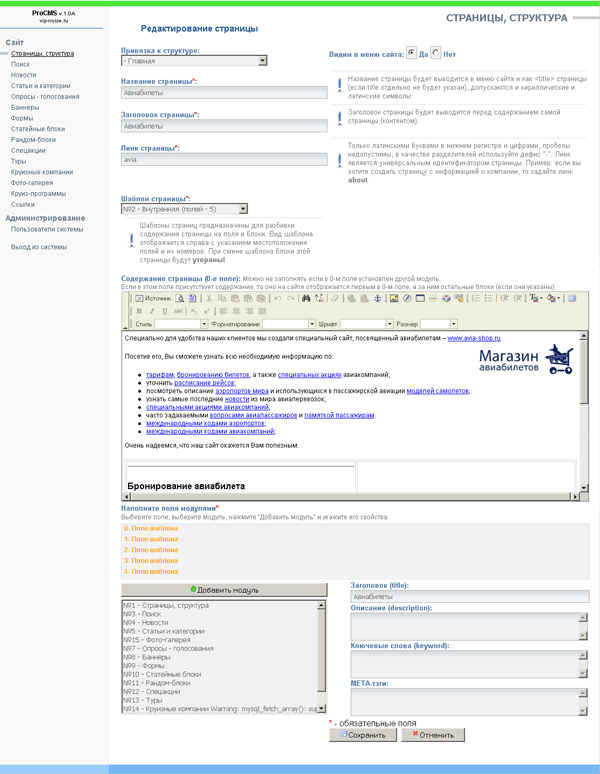 ProCMS v.1.0A
vipcruise.ru
СТРАНИЦЫ, СТРУКТУРА
Сайт
Страницы, структура
Поиск
Новости
Статьи и категории
Опросы - голосования
Баннеры
Формы
Статейные блоки
Рандом-блоки
Спецакции
Туры
Круизные компании
Фото-галерея
Круиз-программы
Ссылки
Администрирование
Пользователи системы
Выход из системы
Редактирование страницы
Привязка к структуре:
- Главная
Видим в меню сайта: Да Нет
Название страницы*:
Авиабилеты
Название страницы будет выводится в меню сайта и как <title> страницы
(если title отдельно не будет указан), допускаются и кириллические и
латинские символы
Заголовок страницы*:
Авиабилеты
Заголовок страницы будет выводится перед содержанием самой
страницы (контентом).
Линк страницы*:
avia
Только латинскими буквами в нижнем регистре и цифрами, пробелы
недопустимы, в качестве разделителей используйте дефис "-". Линк
является универсальным идентификатором страницы. Пример: если вы
хотите создать страницу с информацией о компании, то задайте линк
about.
Шаблон страницы*:
№2 - Внутренняя (полей - 5)
Шаблоны страниц предназначены для разбивки
содержания страницы на поля и блоки. Вид шаблона
отображается справа с указанием местоположения
полей и их номеров. При смене шаблона блоки этой
страницы будут утеряны!
Содержание страницы (0-е поле): Можно не заполнять если в 0-м поле установлен другой модуль.
Если в этом поле присутствует содержание, то оно на сайте отображается первым в 0-м поле, а за ним остальные блоки (если они указаны).
Источник
Стиль Форматирование Шрифт Размер
Специально для удобства наших клиентов мы создали специальный сайт, посвященный авиабилетам – www.avia-shop.ru.
Посетив его, Вы сможете узнать всю необходимую информацию по:
Магазин
авиабилетов
тарифам, бронированию билетов, а также специальных акциях авиакомпаний;
уточнить расписание рейсов;
посмотреть описание аэропортов мира и использующихся в пассажирской авиации моделей самолетов;
узнать самые последние новости из мира авиаперевозок;
специальными акциями авиакомпаний;
часто задаваемыми вопросами авиапассажиров и памяткой пассажирам.
международными кодами аэропортов;
международными кодами авиакомпаний;
Очень надеемся, что наш сайт окажется Вам полезным.
Бронирование авиабилета
Наполните поля модулями*
Выберите поле, выберите модуль, нажмите "Добавить модуль" и укажите его свойства.
0- Поле шаблона
1- Поле шаблона
2- Поле шаблона
3- Поле шаблона
4- Поле шаблона
Добавить модуль
№1 - Страницы, структура
№3 - Поиск
№4 - Новости
№5 - Статьи и категории
№15 - Фото-галерея
№7 - Опросы - голосования
№8 - Баннеры
№9 - Формы
№10 - Статейные блоки
№11 - Рандом-блоки
№12 - Спецакции
№13 - Туры
№14 - Круизные компании Warning: mysql_fetch_array(): sup
Заголовок (title):
Авиабилеты
Описание (description):
Ключевые слова (keyword):
META-тэги:
* - обязательные поля
Сохранить Отменить